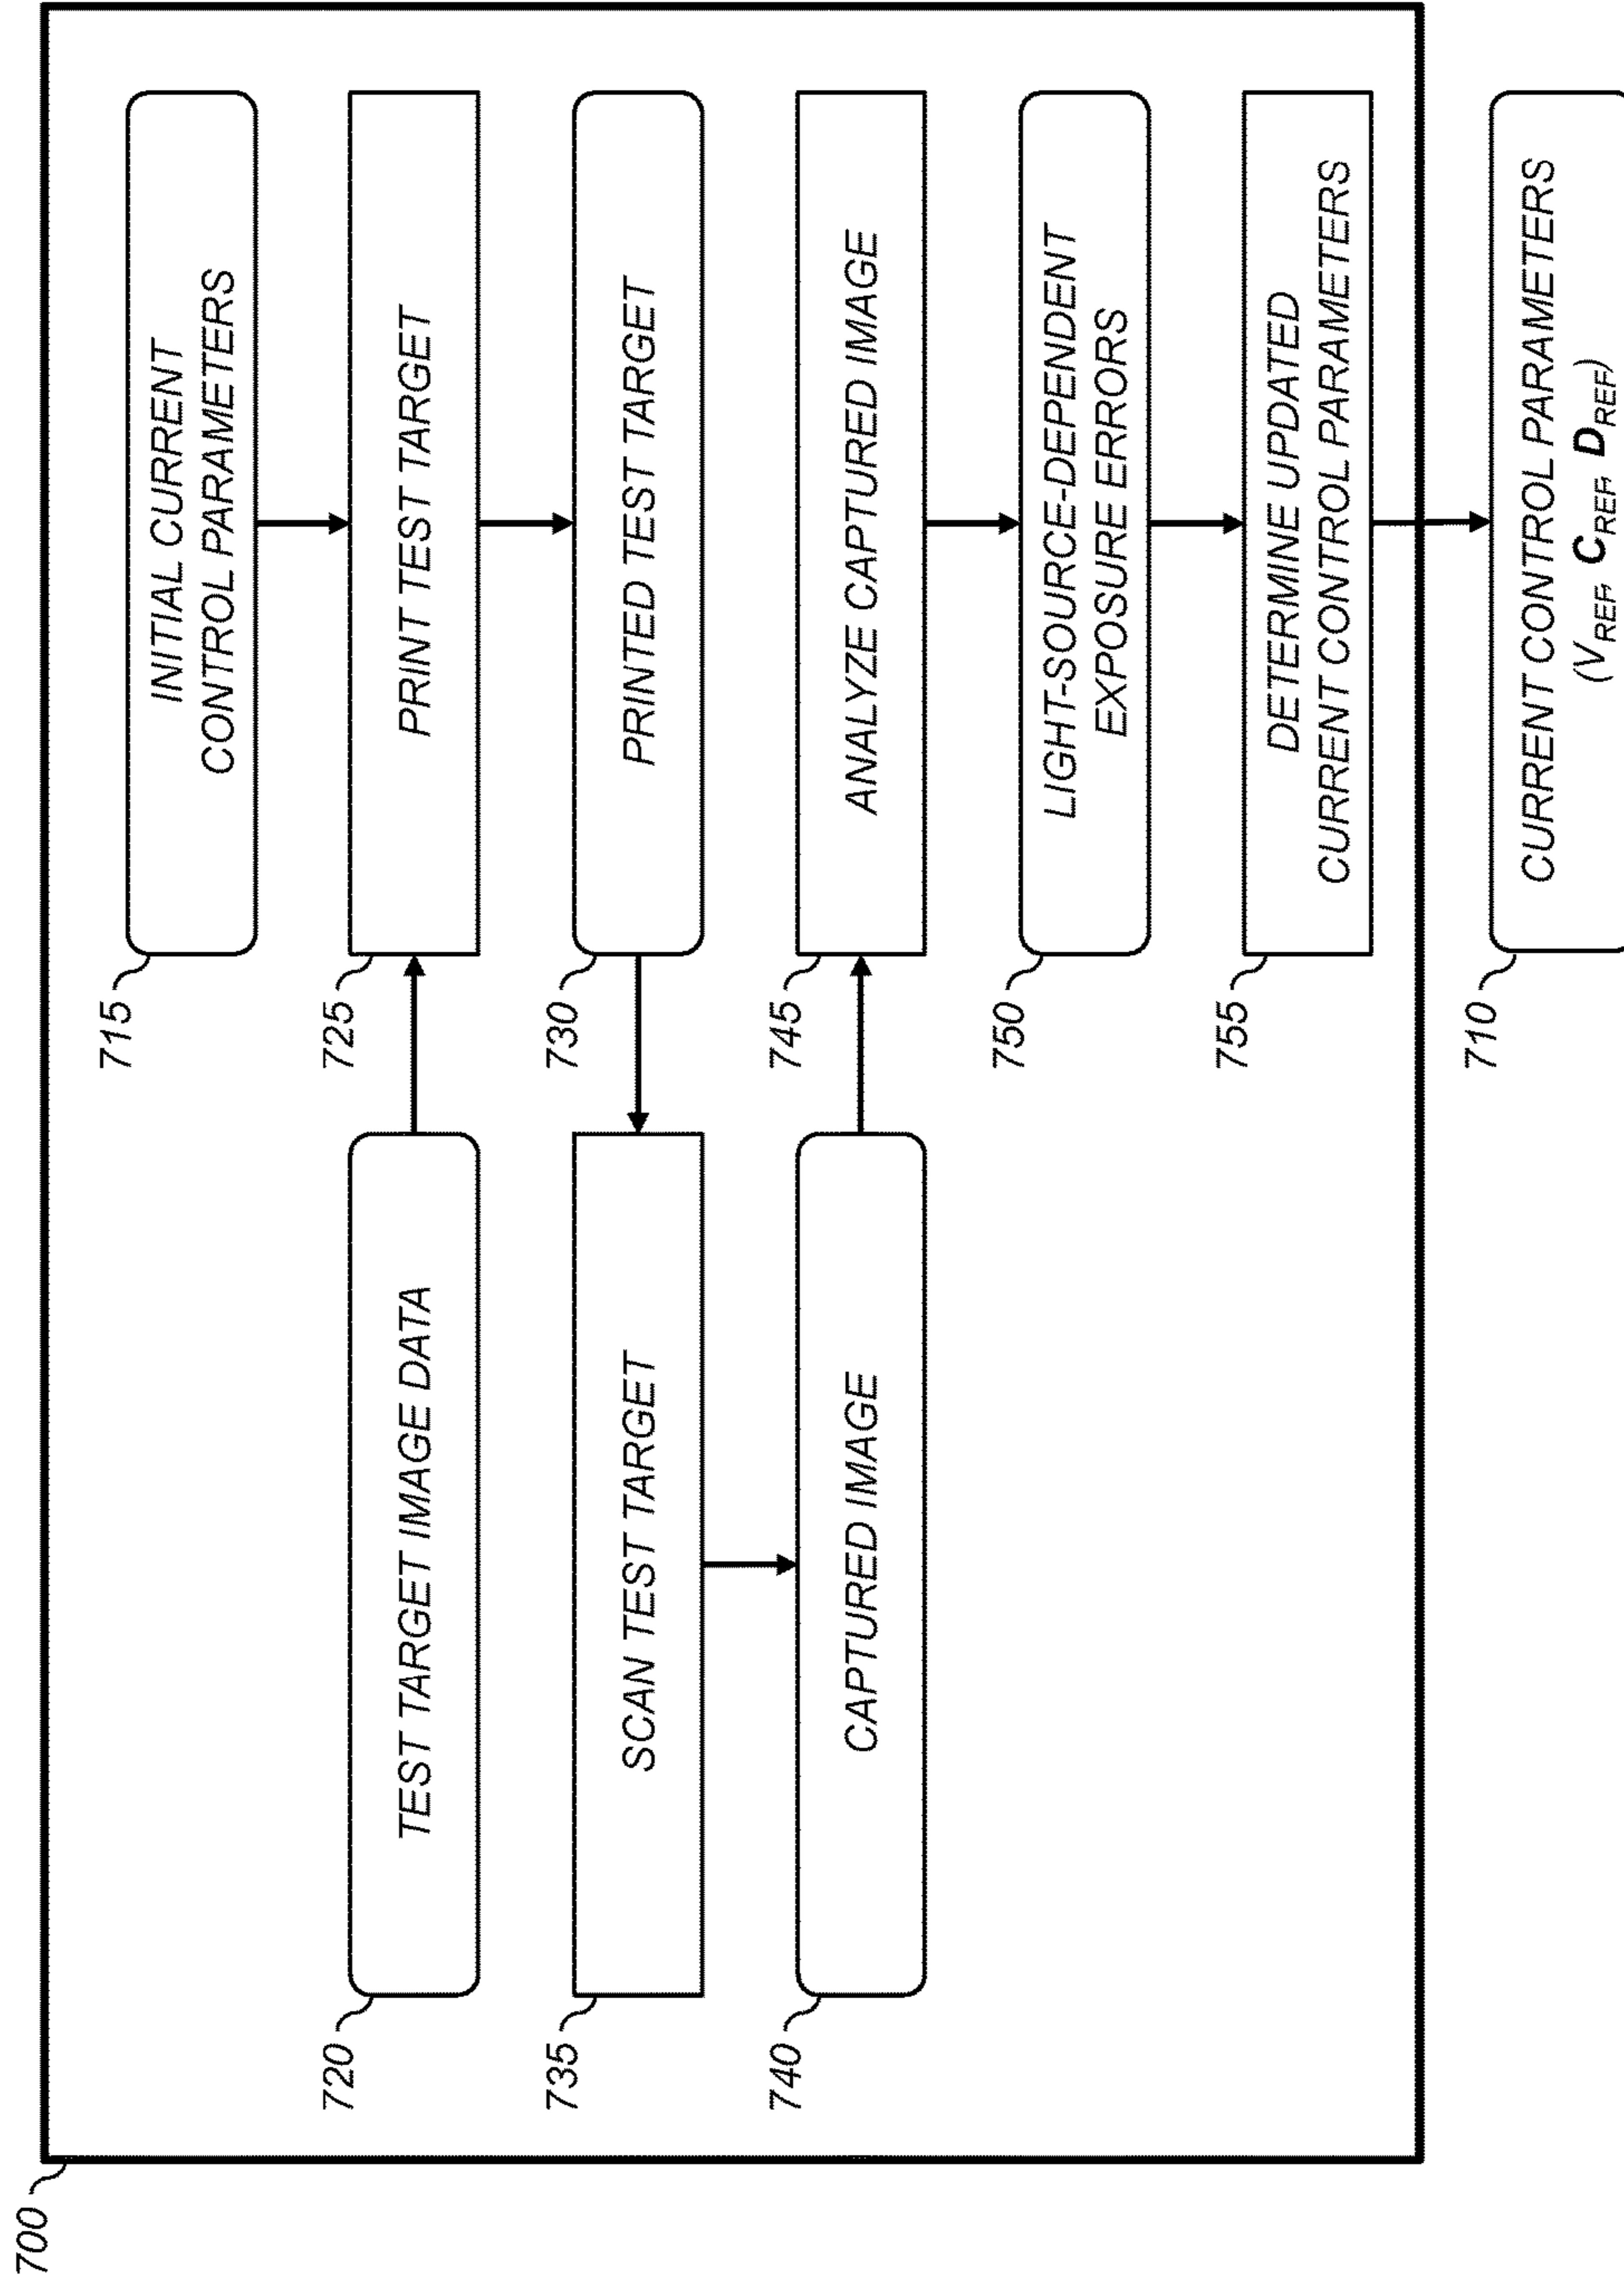 700
715
INITIAL CURRENT
CONTROL PARAMETERS
720
TEST TARGET IMAGE DATA
725
PRINT TEST TARGET
730
PRINTED TEST TARGET
735
SCAN TEST TARGET
740
CAPTURED IMAGE
745
ANALYZE CAPTURED IMAGE
750
LIGHT-SOURCE-DEPENDENT
EXPOSURE ERRORS
755
DETERMINE UPDATED
CURRENT CONTROL PARAMETERS
710
CURRENT CONTROL PARAMETERS
(VREF, CREF, DREF)